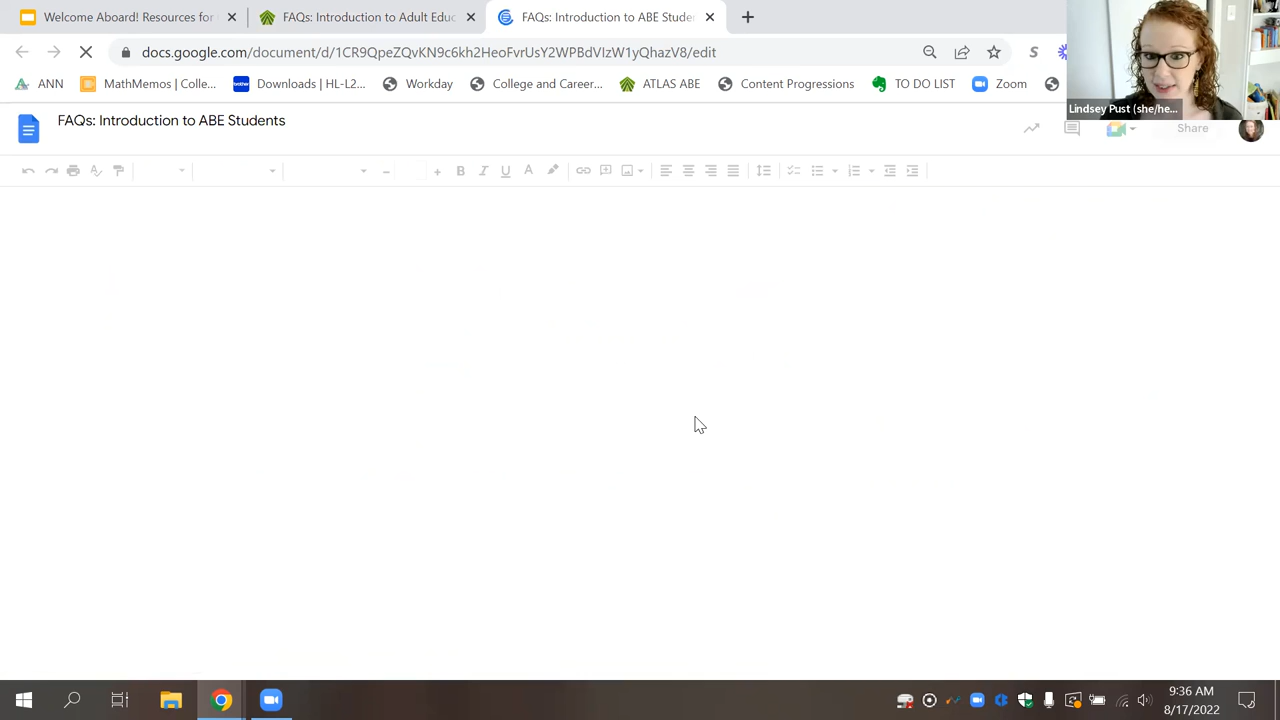 Welcome Aboard! Resources for
FAQs: Introduction to Adult Educ
FAQs: Introduction to ABE Studen
docs.google.com/document/d/1CR9QpeZQvKN9c6kh2HeoFvrUsY2WPBdVIzW1yQhazV8/edit
ANN
MathMemos | Colle...
Downloads | HL-L2...
Workday
College and Career...
ATLAS ABE
Content Progressions
TO DO LIST
Zoom
Lindsey Pust (she/he...
FAQs: Introduction to ABE Students
Share
9:36 AM
8/17/2022